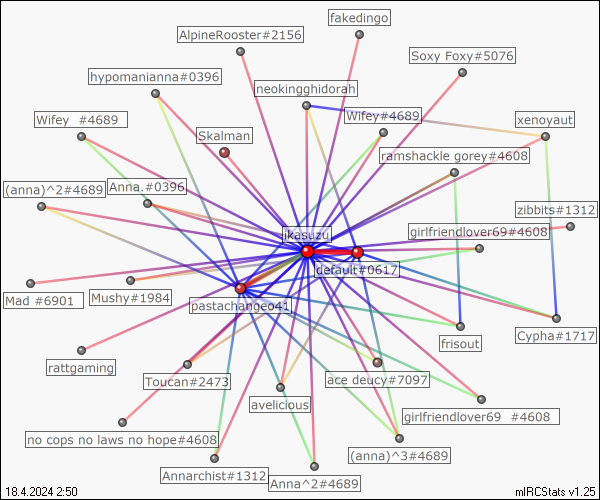 fakedingo
AlpineRooster#2156
Soxy Foxy#5076
hypomanianna#0396
neokingghidorah
Wifey #4689
Wifey#4689
xenoyaut
Skalman
ramshackle gorey#4608
(anna)^2#4689
Anna.#0396
zibbits#1312
ikasuzu
girlfriendlover69#4608
default#0617
Mad #6901
Mushy#1984
pastachangeo41
frisout
Cypha#1717
rattgaming
Toucan#2473
ace deucy#7097
avelicious
girlfriendlover69 #4608
no cops no laws no hope#4608
(anna)^3#4689
Annarchist#1312
Anna^2#4689
18.4.2024 2:50
mIRCStats v1.25